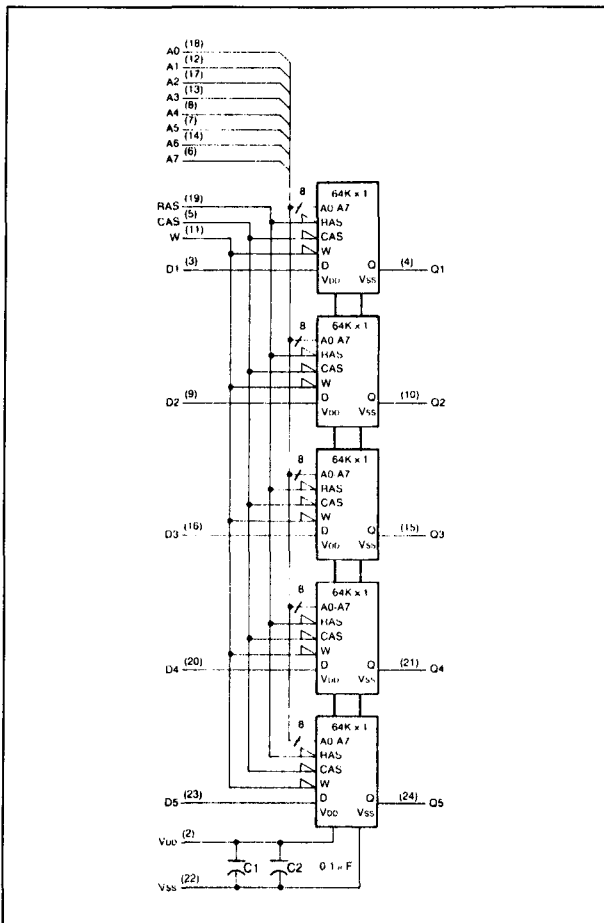 A0 (18)
A1 (12)
A2 (17)
A3 (13)
A4 (8)
A5 (7)
A6 (14)
A7 (6)
RAS (19)
CAS (5)
W (11)
D1 (3)
8
64K x 1
A0-A7
RAS
CAS
W
D Q
VDD VSS
(4) Q1
D2 (9)
8
64K x 1
A0-A7
RAS
CAS
W
D Q
VDD VSS
(10) Q2
D3 (16)
8
64K x 1
A0-A7
RAS
CAS
W
D Q
VDD VSS
(15) Q3
D4 (20)
8
64K x 1
A0-A7
RAS
CAS
W
D Q
VDD VSS
(21) Q4
D5 (23)
8
64K x 1
A0-A7
RAS
CAS
W
D Q
VDD VSS
(24) Q5
VDD (2)
C1 C2 0.1 µF
VSS (22)